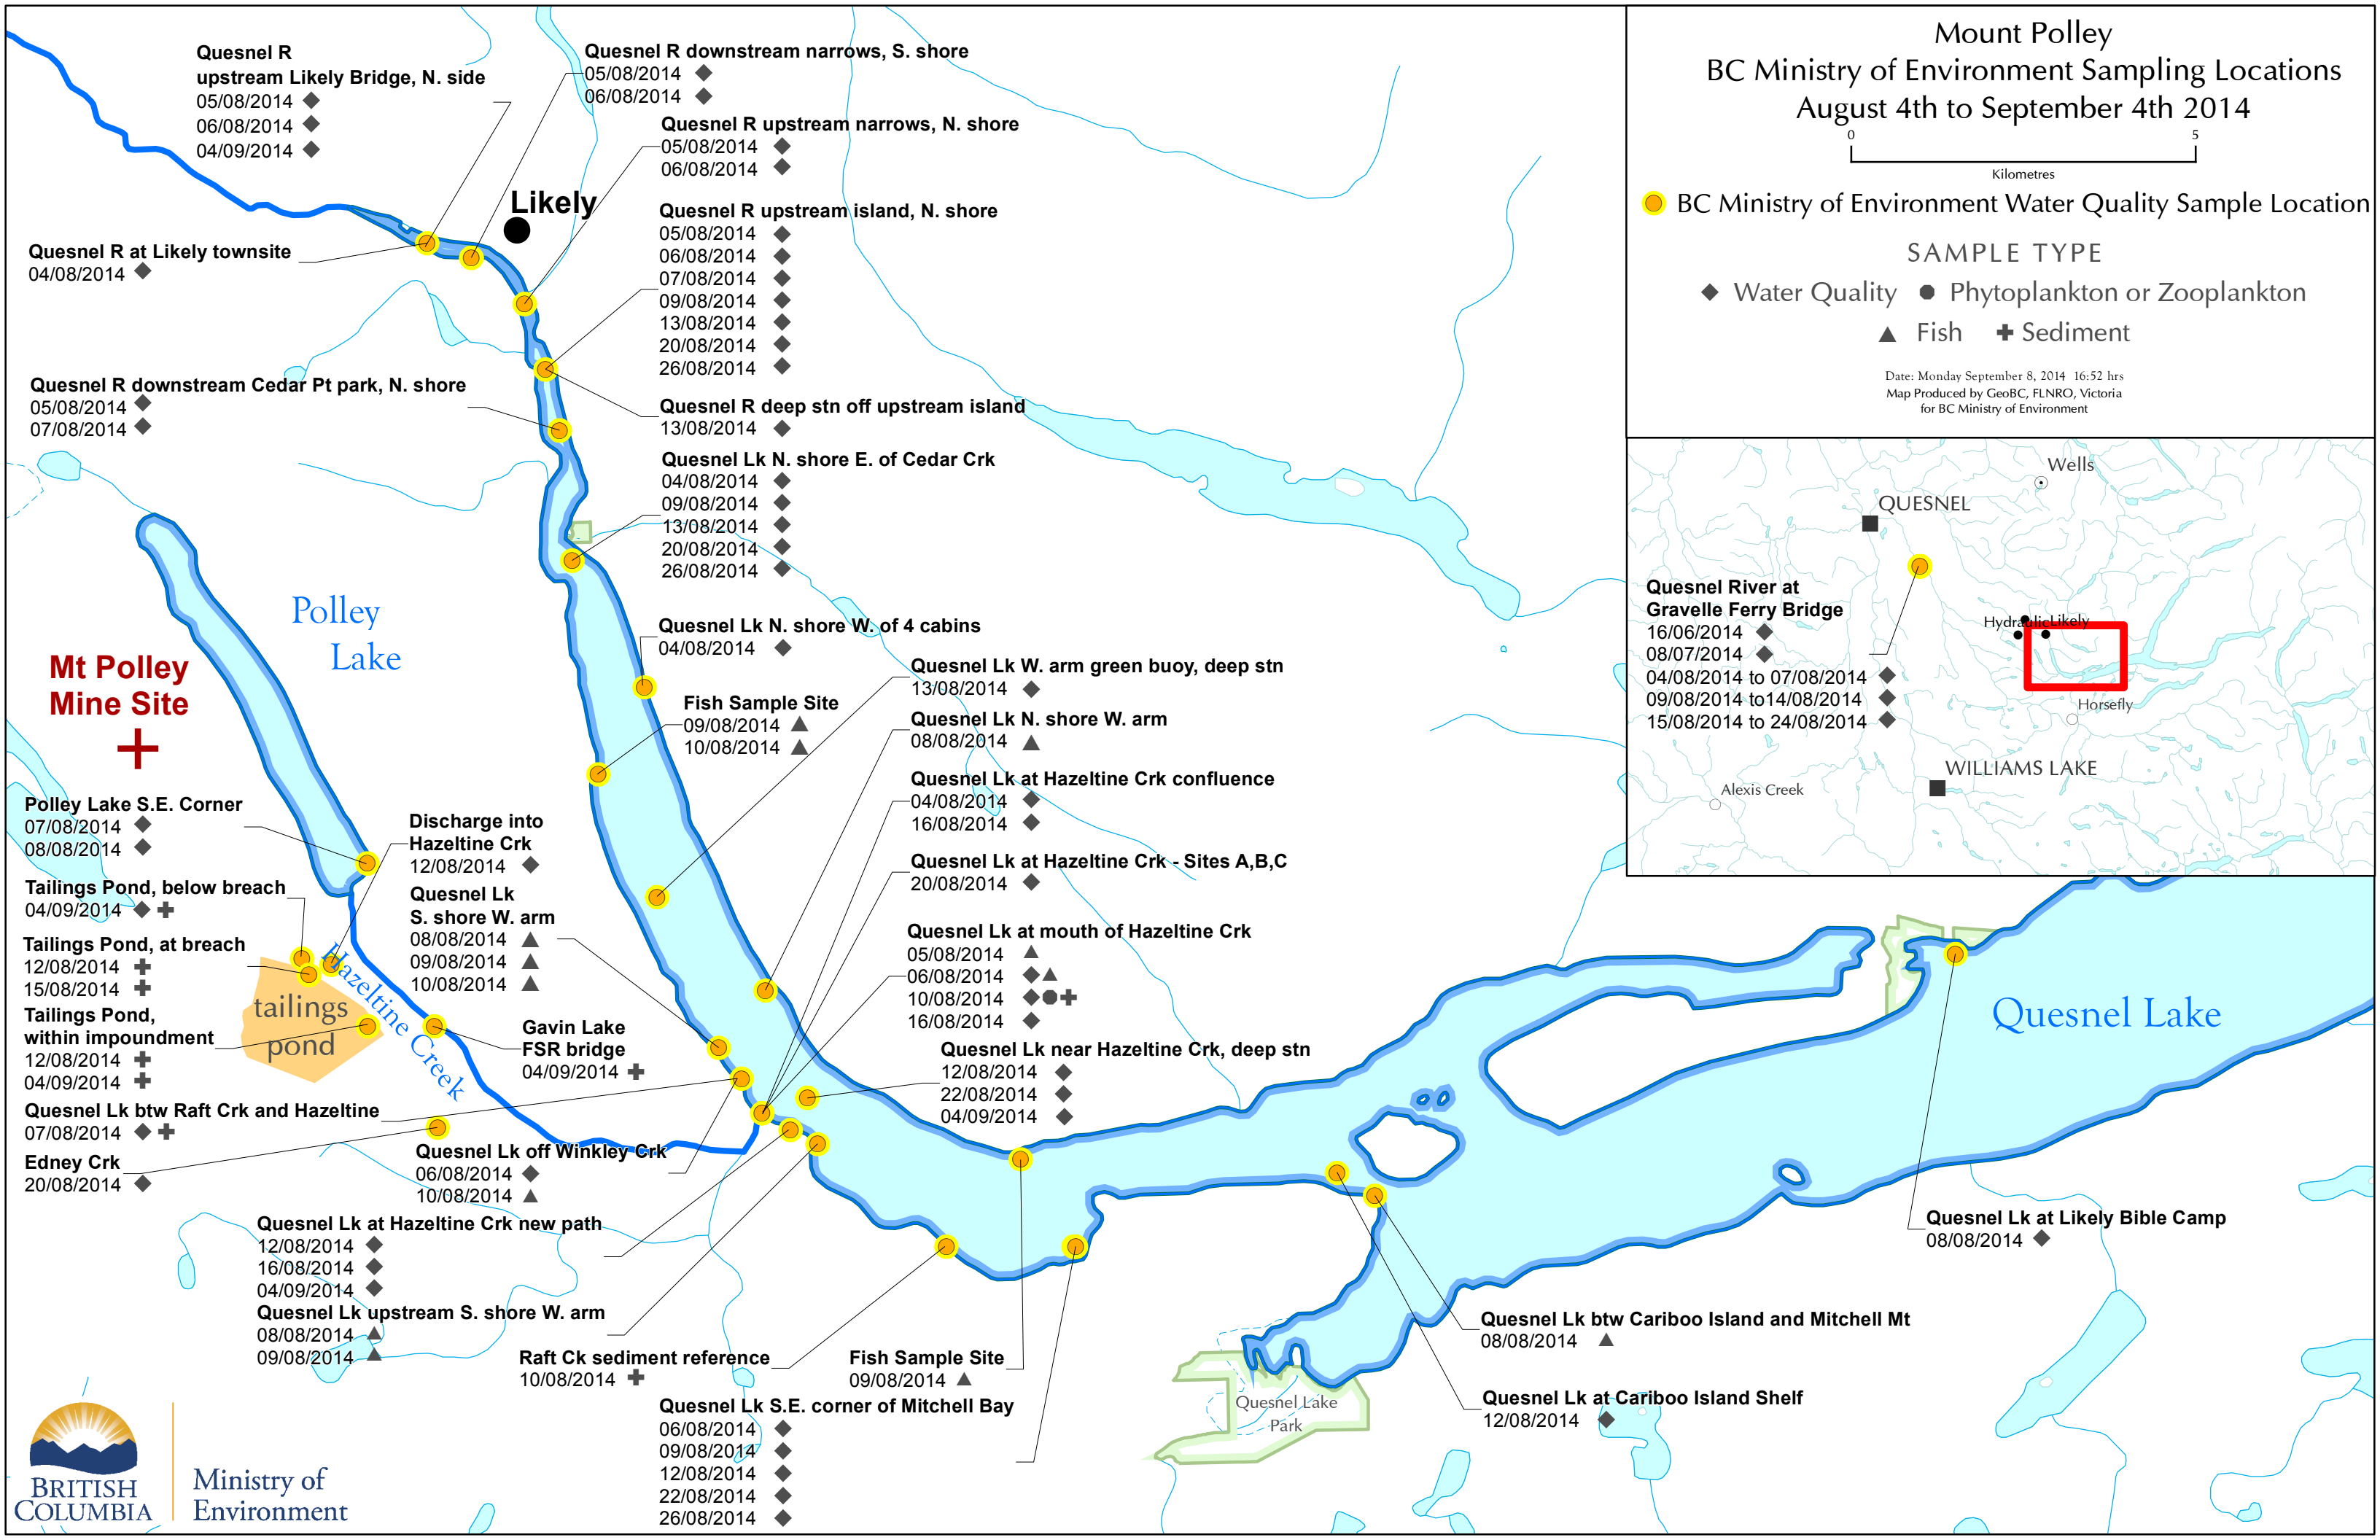 Mount Polley
BC Ministry of Environment Sampling Locations
August 4th to September 4th 2014
0 5
Kilometres
BC Ministry of Environment Water Quality Sample Location
SAMPLE TYPE
Water Quality Phytoplankton or Zooplankton
Fish Sediment
Date: Monday September 8, 2014 16:52 hrs
Map Produced by GeoBC, FLNRO, Victoria
for BC Ministry of Environment
Wells
QUESNEL
Quesnel River at
Gravelle Ferry Bridge
16/06/2014
08/07/2014
04/08/2014 to 07/08/2014
09/08/2014 to14/08/2014
15/08/2014 to 24/08/2014
Hydraulic
Likely
Horsefly
WILLIAMS LAKE
Alexis Creek
Quesnel R
upstream Likely Bridge, N. side
05/08/2014
06/08/2014
04/09/2014
Quesnel R downstream narrows, S. shore
05/08/2014
06/08/2014
Quesnel R upstream narrows, N. shore
05/08/2014
06/08/2014
Likely
Quesnel R upstream island, N. shore
05/08/2014
06/08/2014
07/08/2014
09/08/2014
13/08/2014
20/08/2014
26/08/2014
Quesnel R at Likely townsite
04/08/2014
Quesnel R downstream Cedar Pt park, N. shore
05/08/2014
07/08/2014
Quesnel R deep stn off upstream island
13/08/2014
Quesnel Lk N. shore E. of Cedar Crk
04/08/2014
09/08/2014
13/08/2014
20/08/2014
26/08/2014
Polley
Lake
Mt Polley
Mine Site
Quesnel Lk N. shore W. of 4 cabins
04/08/2014
Fish Sample Site
09/08/2014
10/08/2014
Quesnel Lk W. arm green buoy, deep stn
13/08/2014
Quesnel Lk N. shore W. arm
08/08/2014
Quesnel Lk at Hazeltine Crk confluence
04/08/2014
16/08/2014
Quesnel Lk at Hazeltine Crk - Sites A,B,C
20/08/2014
Quesnel Lk at mouth of Hazeltine Crk
05/08/2014
06/08/2014
10/08/2014
16/08/2014
Quesnel Lk near Hazeltine Crk, deep stn
12/08/2014
22/08/2014
04/09/2014
Polley Lake S.E. Corner
07/08/2014
08/08/2014
Discharge into
Hazeltine Crk
12/08/2014
Tailings Pond, below breach
04/09/2014
Quesnel Lk
S. shore W. arm
08/08/2014
09/08/2014
10/08/2014
Tailings Pond, at breach
12/08/2014
15/08/2014
Tailings Pond,
within impoundment
12/08/2014
04/09/2014
tailings
pond
Hazeltine Creek
Gavin Lake
FSR bridge
04/09/2014
Quesnel Lk btw Raft Crk and Hazeltine
07/08/2014
Edney Crk
20/08/2014
Quesnel Lk off Winkley Crk
06/08/2014
10/08/2014
Quesnel Lk at Hazeltine Crk new path
12/08/2014
16/08/2014
04/09/2014
Quesnel Lk upstream S. shore W. arm
08/08/2014
09/08/2014
Raft Ck sediment reference
10/08/2014
Fish Sample Site
09/08/2014
Quesnel Lk S.E. corner of Mitchell Bay
06/08/2014
09/08/2014
12/08/2014
22/08/2014
26/08/2014
Quesnel Lake
Quesnel Lk at Likely Bible Camp
08/08/2014
Quesnel Lk btw Cariboo Island and Mitchell Mt
08/08/2014
Quesnel Lk at Cariboo Island Shelf
12/08/2014
Quesnel Lake
Park
BRITISH
COLUMBIA
Ministry of
Environment